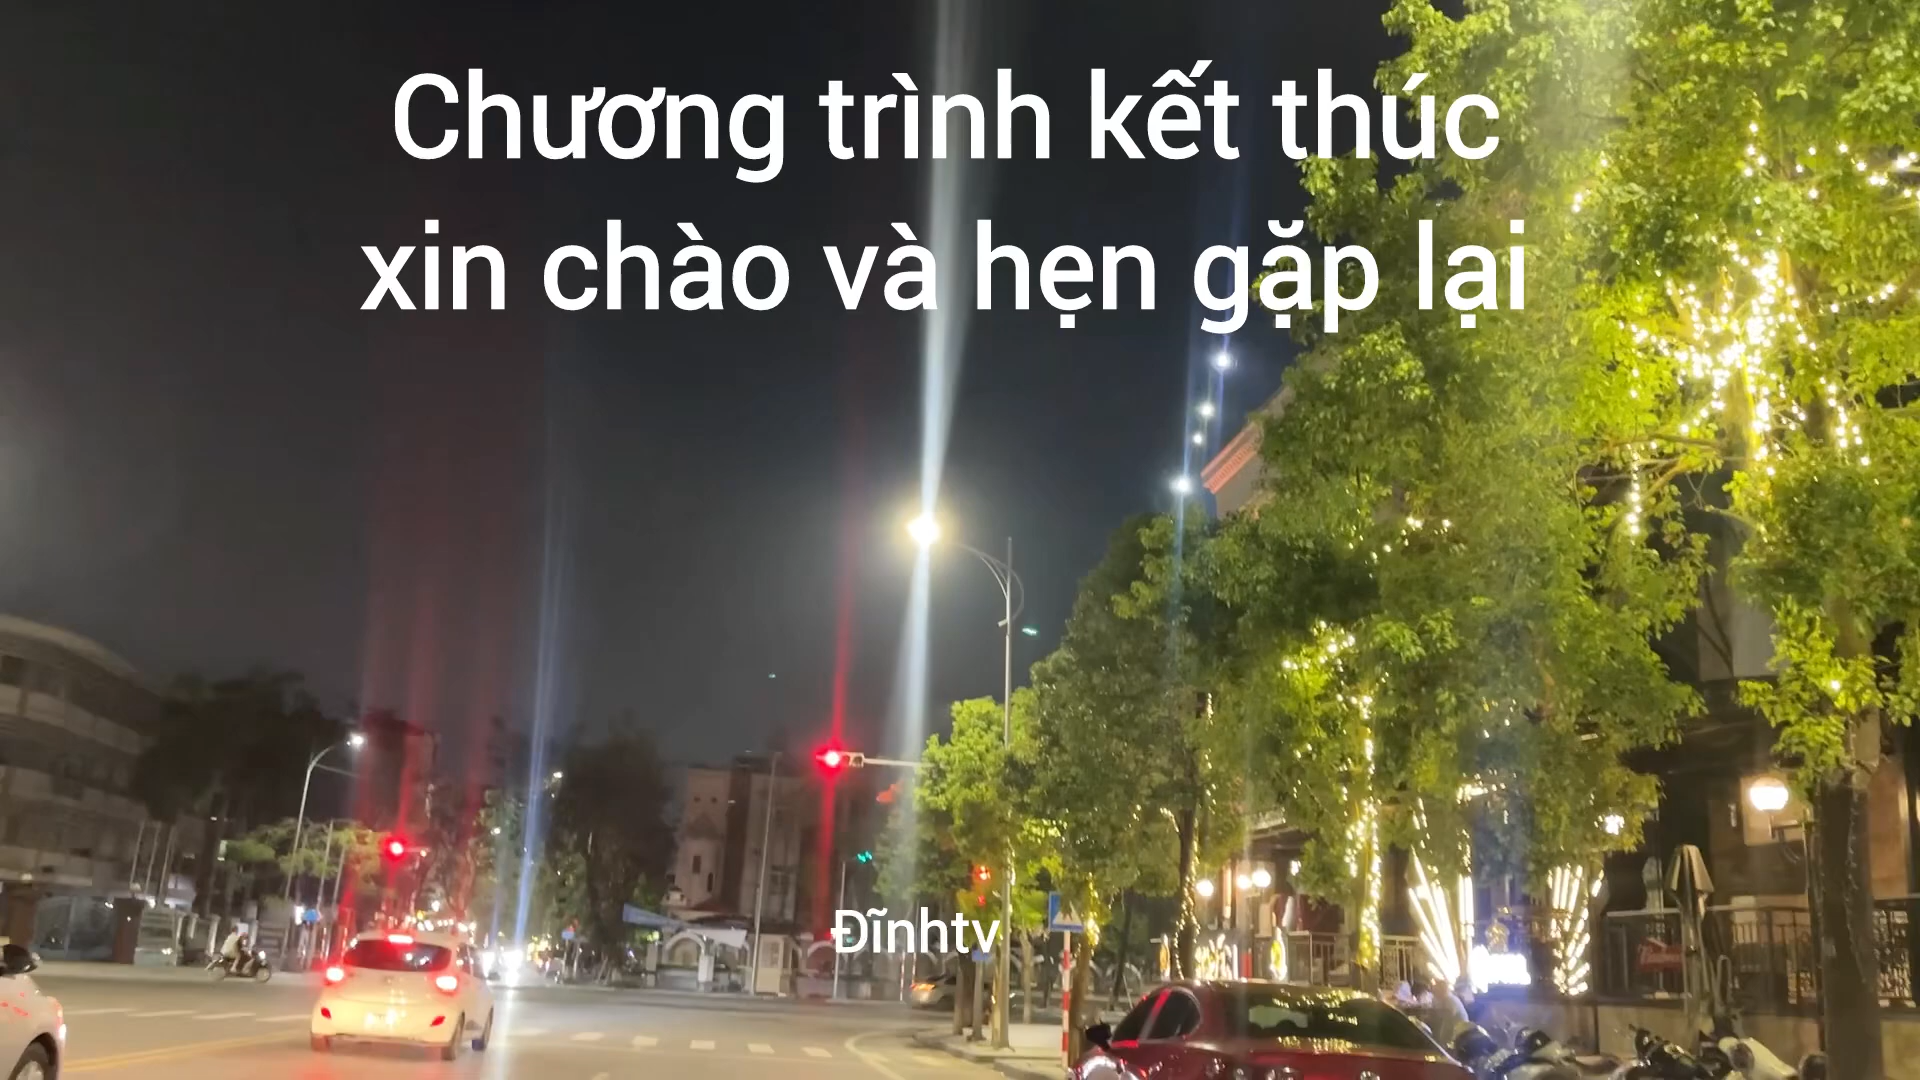 Chương trình kết thúc
xin chào và hẹn gặp lại
Đĩnhtv